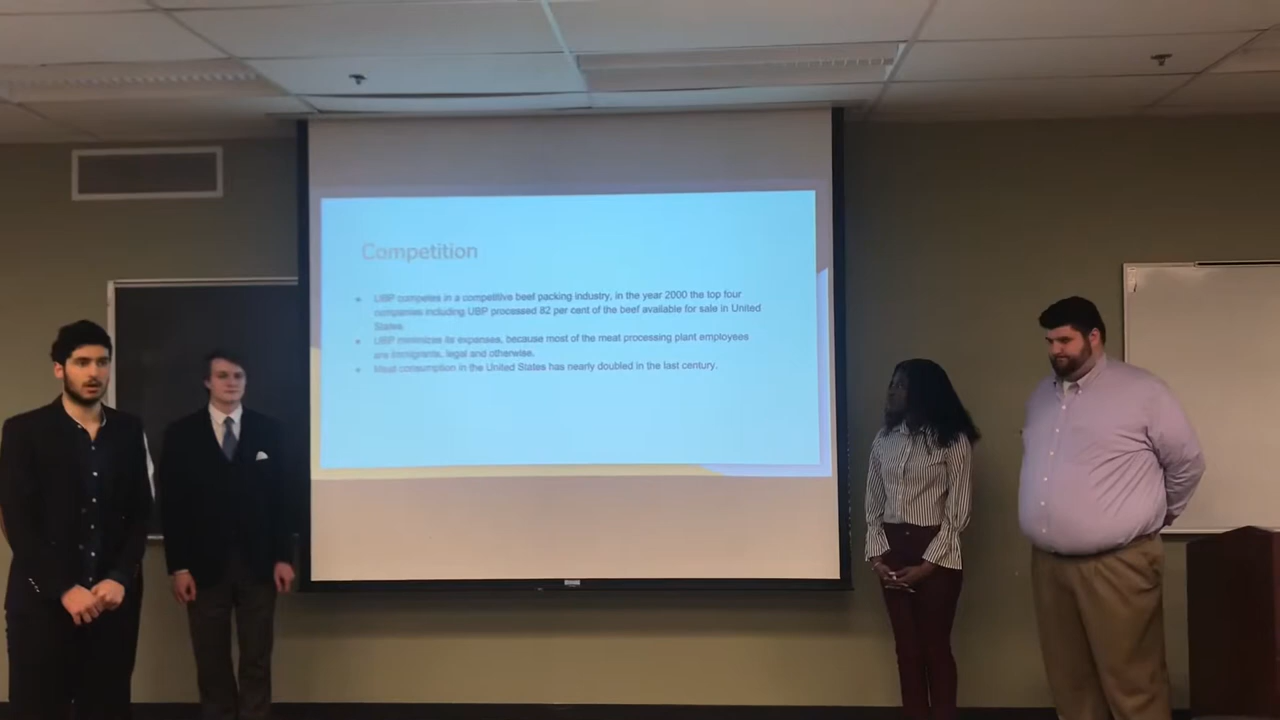 Competition
UBP competes in a competitive beef packing industry, in the year 2000 the top four
companies including UBP processed 82 per cent of the beef available for sale in United
States.
UBP minimizes its expenses, because most of the meat processing plant employees
are immigrants, legal and otherwise.
Meat consumption in the United States has nearly doubled in the last century.